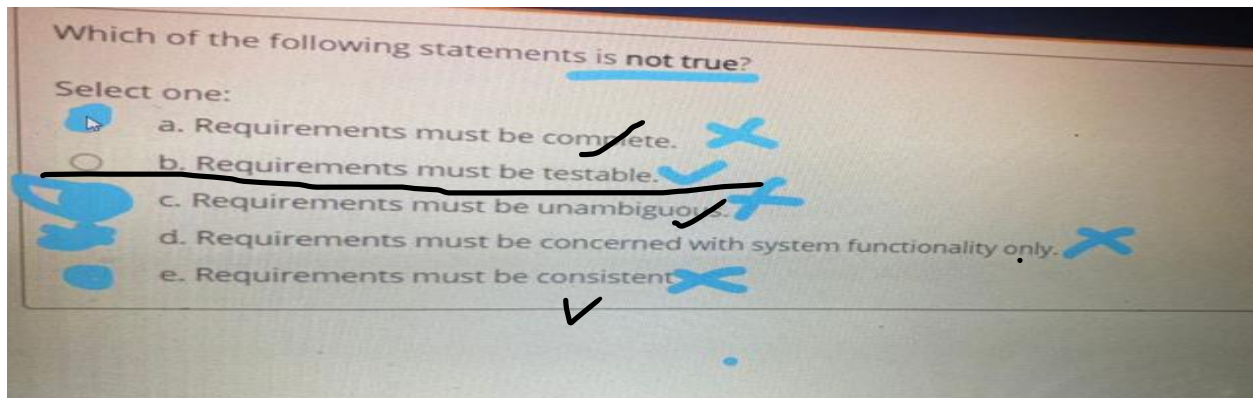 Which of the following statements is not true?
Select one:
a. Requirements must be complete.
b. Requirements must be testable.
c. Requirements must be unambiguous.
d. Requirements must be concerned with system functionality only.
e. Requirements must be consistent